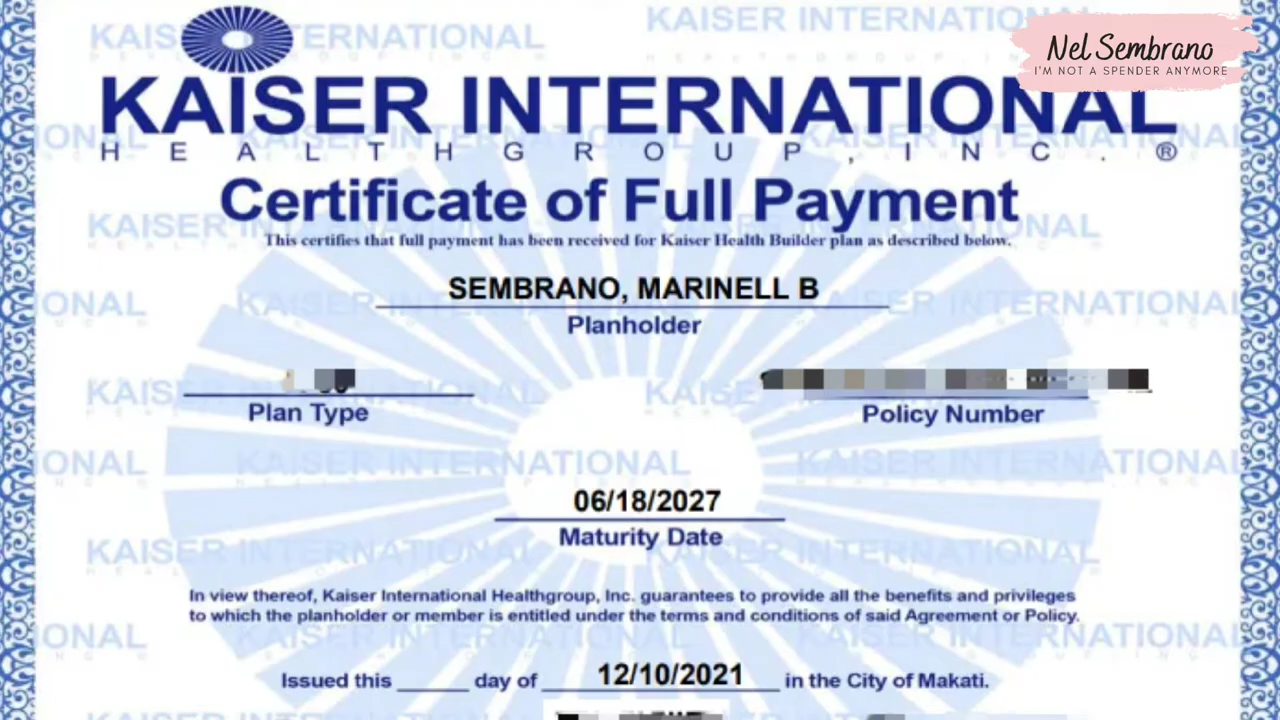 Nel Sembrano
I'M NOT A SPENDER ANYMORE
KAISER INTERNATIONAL
HEALTHGROUP, INC. ®
Certificate of Full Payment
This certifies that full payment has been received for Kaiser Health Builder plan as described below.
SEMBRANO, MARINELL B
Planholder
Plan Type
Policy Number
06/18/2027
Maturity Date
In view thereof, Kaiser International Healthgroup, Inc. guarantees to provide all the benefits and privileges
to which the planholder or member is entitled under the terms and conditions of said Agreement or Policy.
Issued this ______ day of 12/10/2021 in the City of Makati.